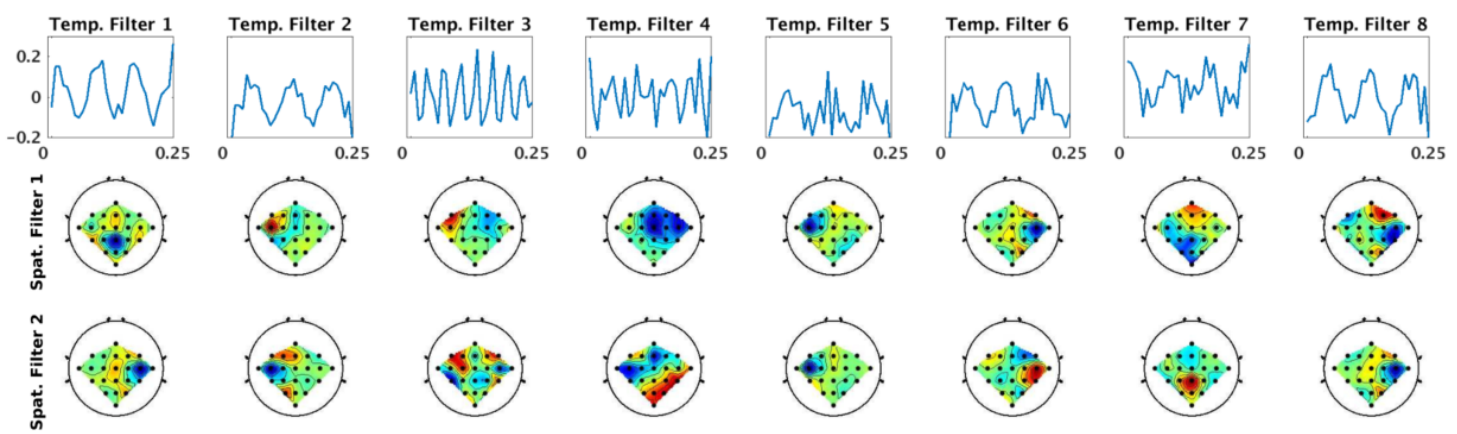 Temp. Filter 1 Temp. Filter 2 Temp. Filter 3 Temp. Filter 4 Temp. Filter 5 Temp. Filter 6 Temp. Filter 7 Temp. Filter 8
0.2
0
-0.2
0 0.25 0 0.25 0 0.25 0 0.25 0 0.25 0 0.25 0 0.25 0 0.25
Spat. Filter 1
Spat. Filter 2